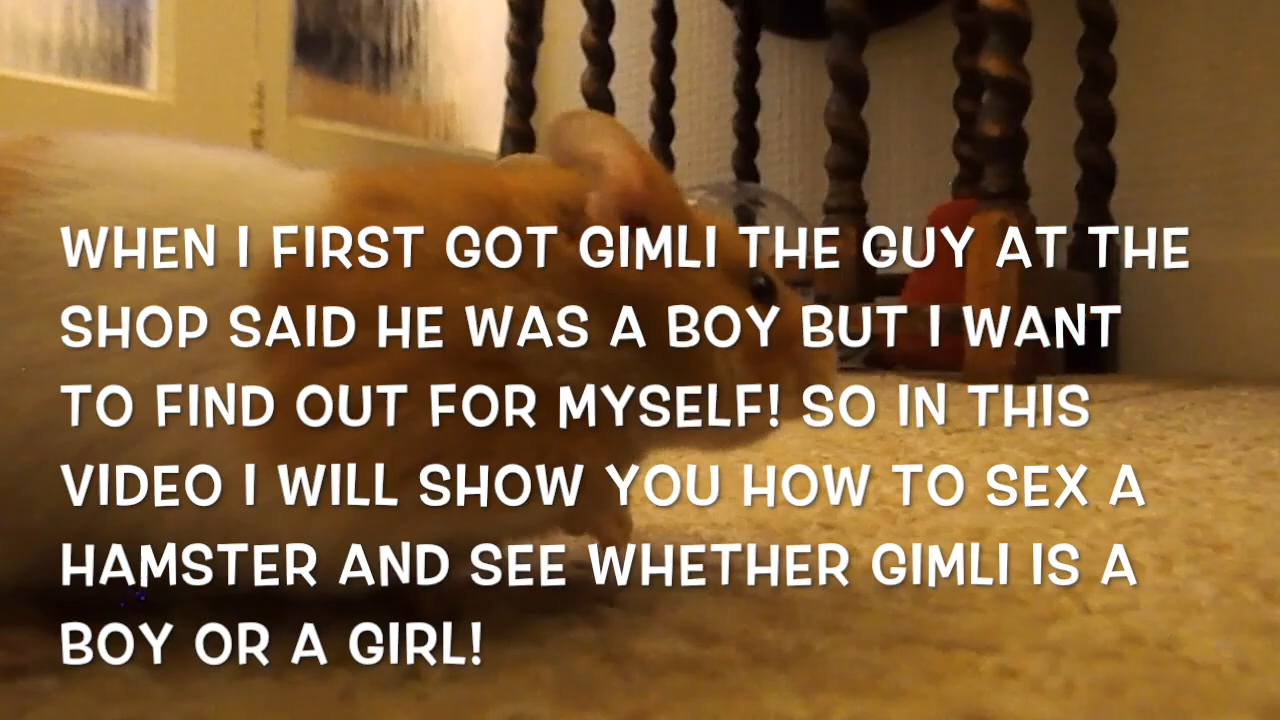 WHEN I FIRST GOT GIMLI THE GUY AT THE
SHOP SAID HE WAS A BOY BUT I WANT
TO FIND OUT FOR MYSELF! SO IN THIS
VIDEO I WILL SHOW YOU HOW TO SEX A
HAMSTER AND SEE WHETHER GIMLI IS A
BOY OR A GIRL!